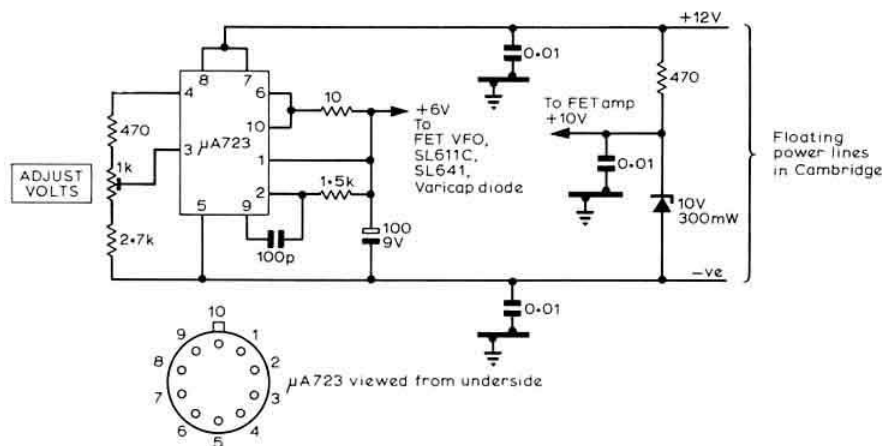 +12V
8 7
0·01
4
6
10
470
470
+6V
To
FET VFO,
SL611C,
SL641,
Varicap diode
To FET amp
+10V
10
μA723
3
1k
ADJUST
VOLTS
1
0·01
Floating
power lines
in Cambridge
2
1·5k
10V
300mW
5 9
100
9V
2·7k
100p
−ve
0·01
10
9 1
8 2
7 3
6 4
5
μA723 viewed from underside